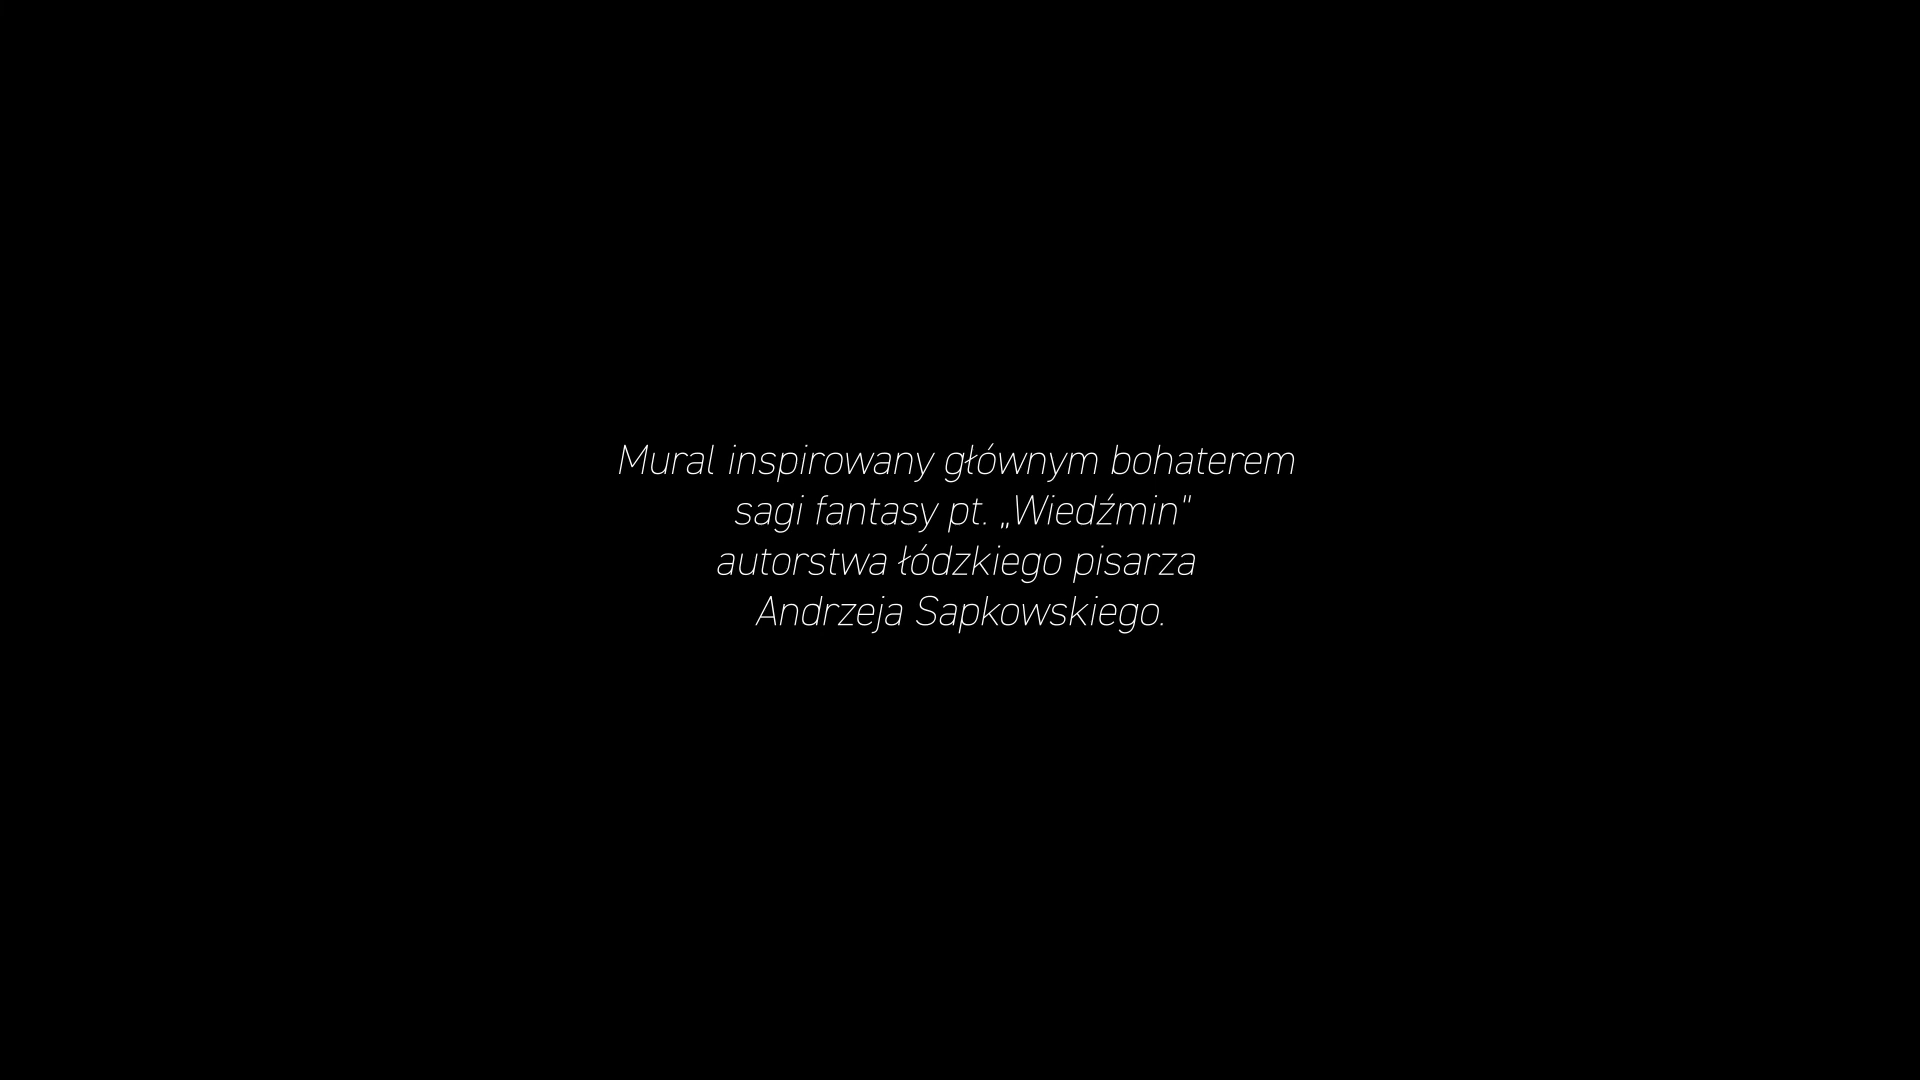 Mural inspirowany głównym bohaterem
sagi fantasy pt. „Wiedźmin"
autorstwa łódzkiego pisarza
Andrzeja Sapkowskiego.